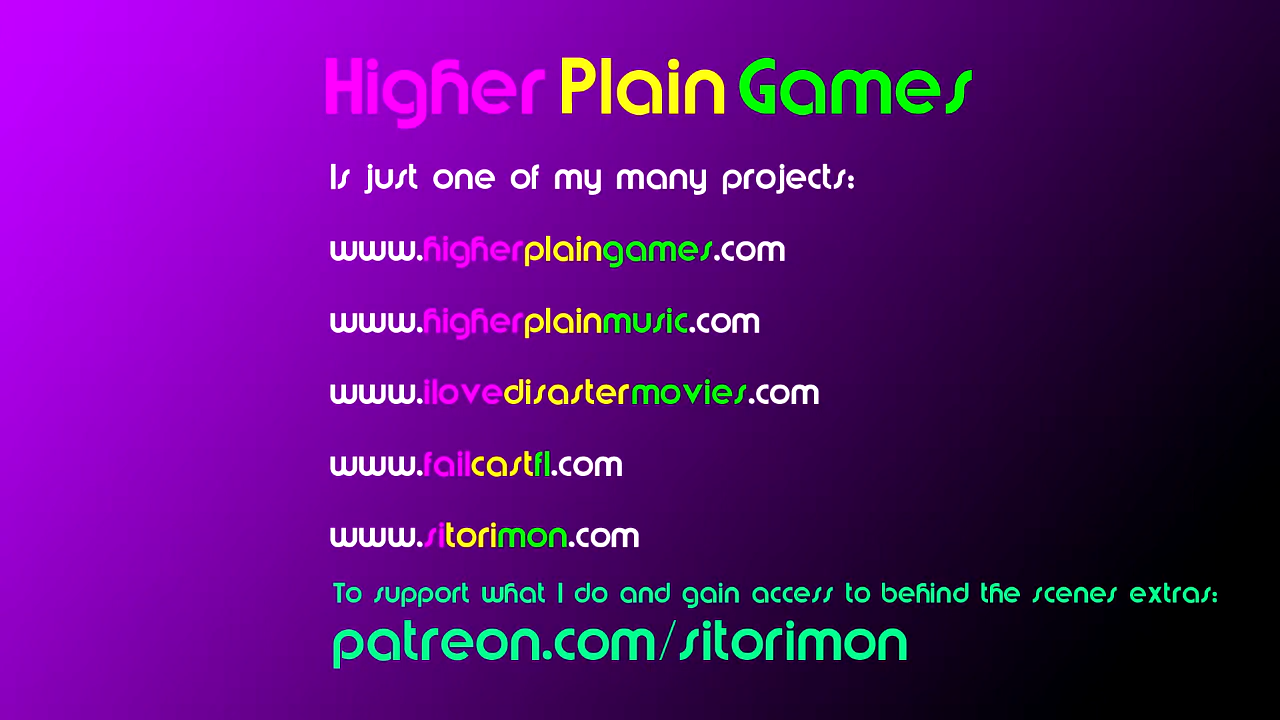 Higher Plain Games
Is just one of my many projects:
www.higherplaingames.com
www.higherplainmusic.com
www.ilovedisastermovies.com
www.failcastfl.com
www.sitorimon.com
To support what I do and gain access to behind the scenes extras:
patreon.com/sitorimon